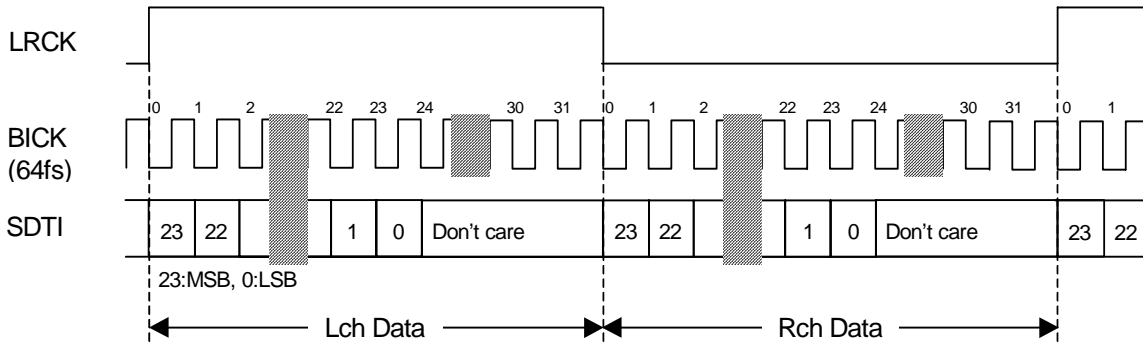 LRCK
0 1 2 22 23 24 30 31 0 1 2 22 23 24 30 31 0 1
BICK
(64fs)
SDTI 23 22 1 0 Don't care 23 22 1 0 Don't care 23 22
23:MSB, 0:LSB
Lch Data Rch Data